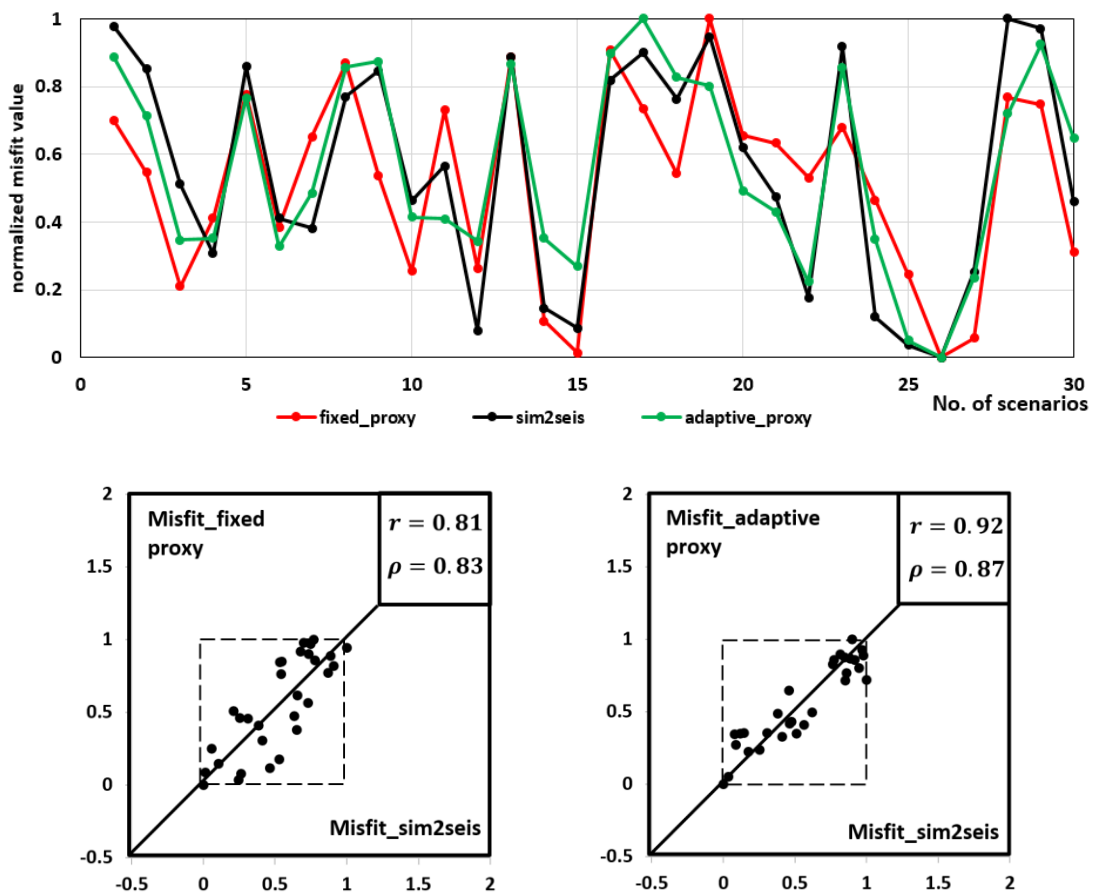 normalized misfit value
1
0.8
0.6
0.4
0.2
0
0 5 10 15 20 25 30
No. of scenarios
fixed_proxy sim2seis adaptive_proxy
2
1.5
1
0.5
0
-0.5
-0.5 0 0.5 1 1.5 2
Misfit_fixed
proxy
r = 0.81
ρ = 0.83
Misfit_sim2seis
2
1.5
1
0.5
0
-0.5
-0.5 0 0.5 1 1.5 2
Misfit_adaptive
proxy
r = 0.92
ρ = 0.87
Misfit_sim2seis